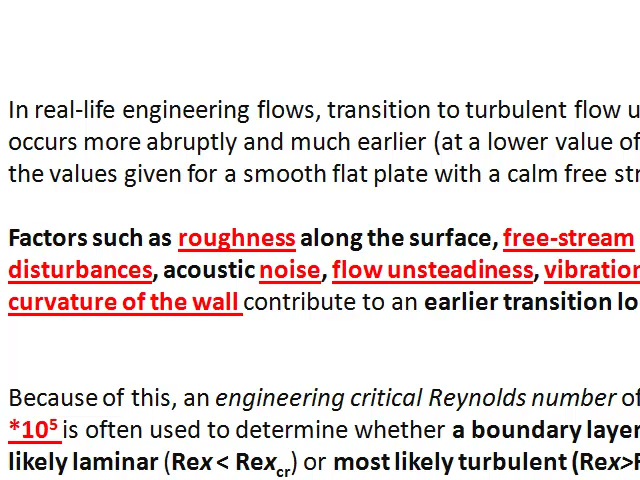 In real-life engineering flows, transition to turbulent flow
occurs more abruptly and much earlier (at a lower value of
the values given for a smooth flat plate with a calm free
Factors such as roughness along the surface, free-stream
disturbances, acoustic noise, flow unsteadiness, vibration
curvature of the wall contribute to an earlier transition
Because of this, an engineering critical Reynolds number of
*10⁵ is often used to determine whether a boundary layer
likely laminar (Rex < Rexcr) or most likely turbulent (Rex>